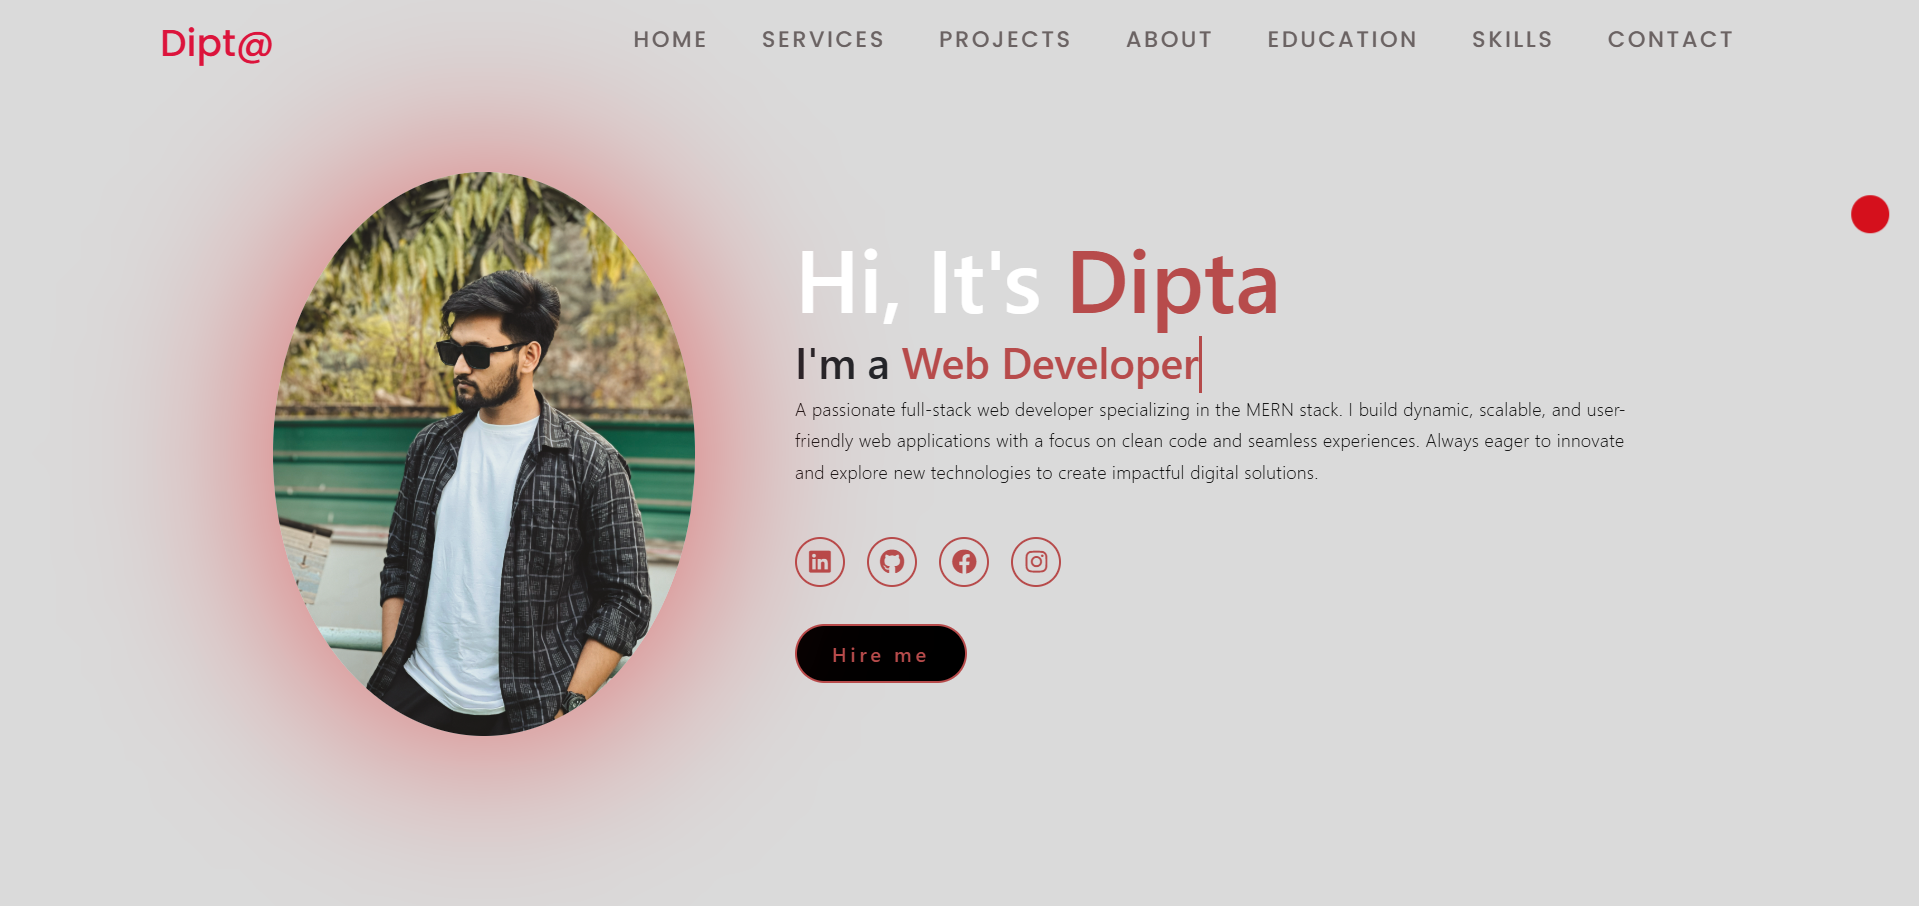 Dipt@
HOME SERVICES PROJECTS ABOUT EDUCATION SKILLS CONTACT
Hi, It's Dipta
I'm a Web Developer
A passionate full-stack web developer specializing in the MERN stack. I build dynamic, scalable, and user-
friendly web applications with a focus on clean code and seamless experiences. Always eager to innovate
and explore new technologies to create impactful digital solutions.
in
Hire me